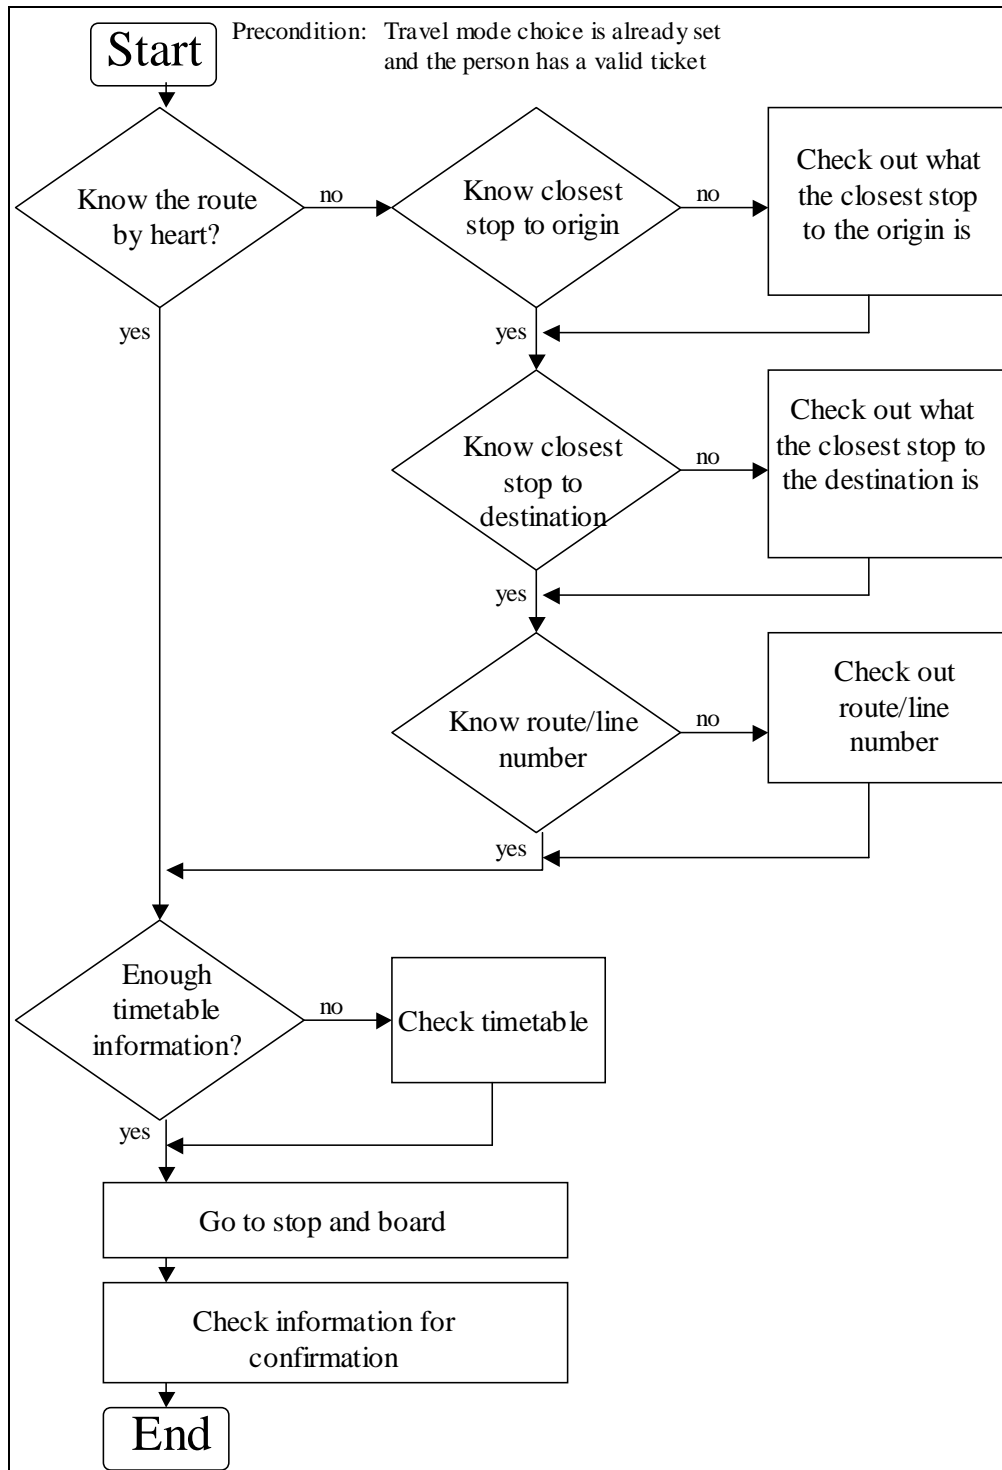 Start
Precondition: Travel mode choice is already set
and the person has a valid ticket
Know the route
by heart?
no
Know closest
stop to origin
no
Check out what
the closest stop
to the origin is
yes
yes
Know closest
stop to
destination
no
Check out what
the closest stop to
the destination is
yes
Know route/line
number
no
Check out
route/line
number
yes
Enough
timetable
information?
no
Check timetable
yes
Go to stop and board
Check information for
confirmation
End